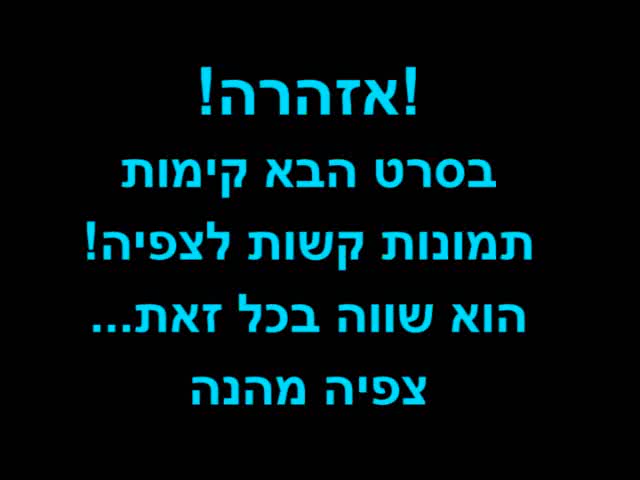 !אזהרה!
בסרט הבא קימות
תמונות קשות לצפיה!
הוא שווה בכל זאת...
צפיה מהנה